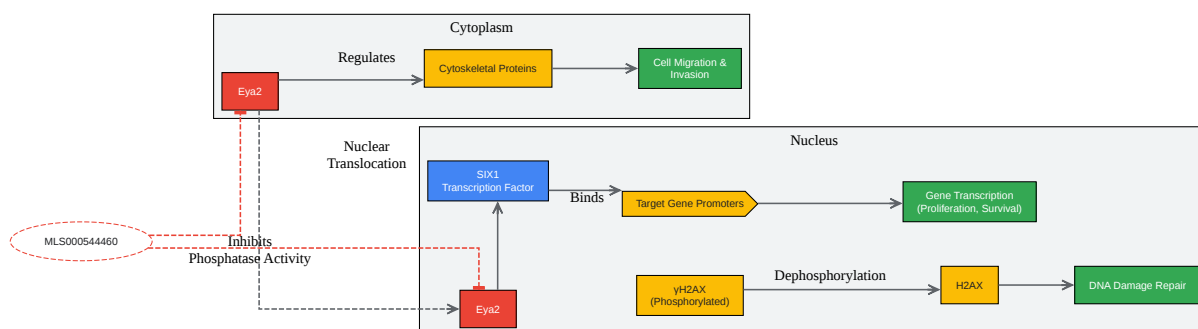 Cytoplasm
Regulates
Cytoskeletal Proteins
Cell Migration &
Invasion
Eya2
Nuclear
Translocation
Nucleus
SIX1
Transcription Factor
Binds
Target Gene Promoters
Gene Transcription
(Proliferation, Survival)
MLS000544460
Inhibits
Phosphatase Activity
Eya2
γH2AX
(Phosphorylated)
Dephosphorylation
H2AX
DNA Damage Repair